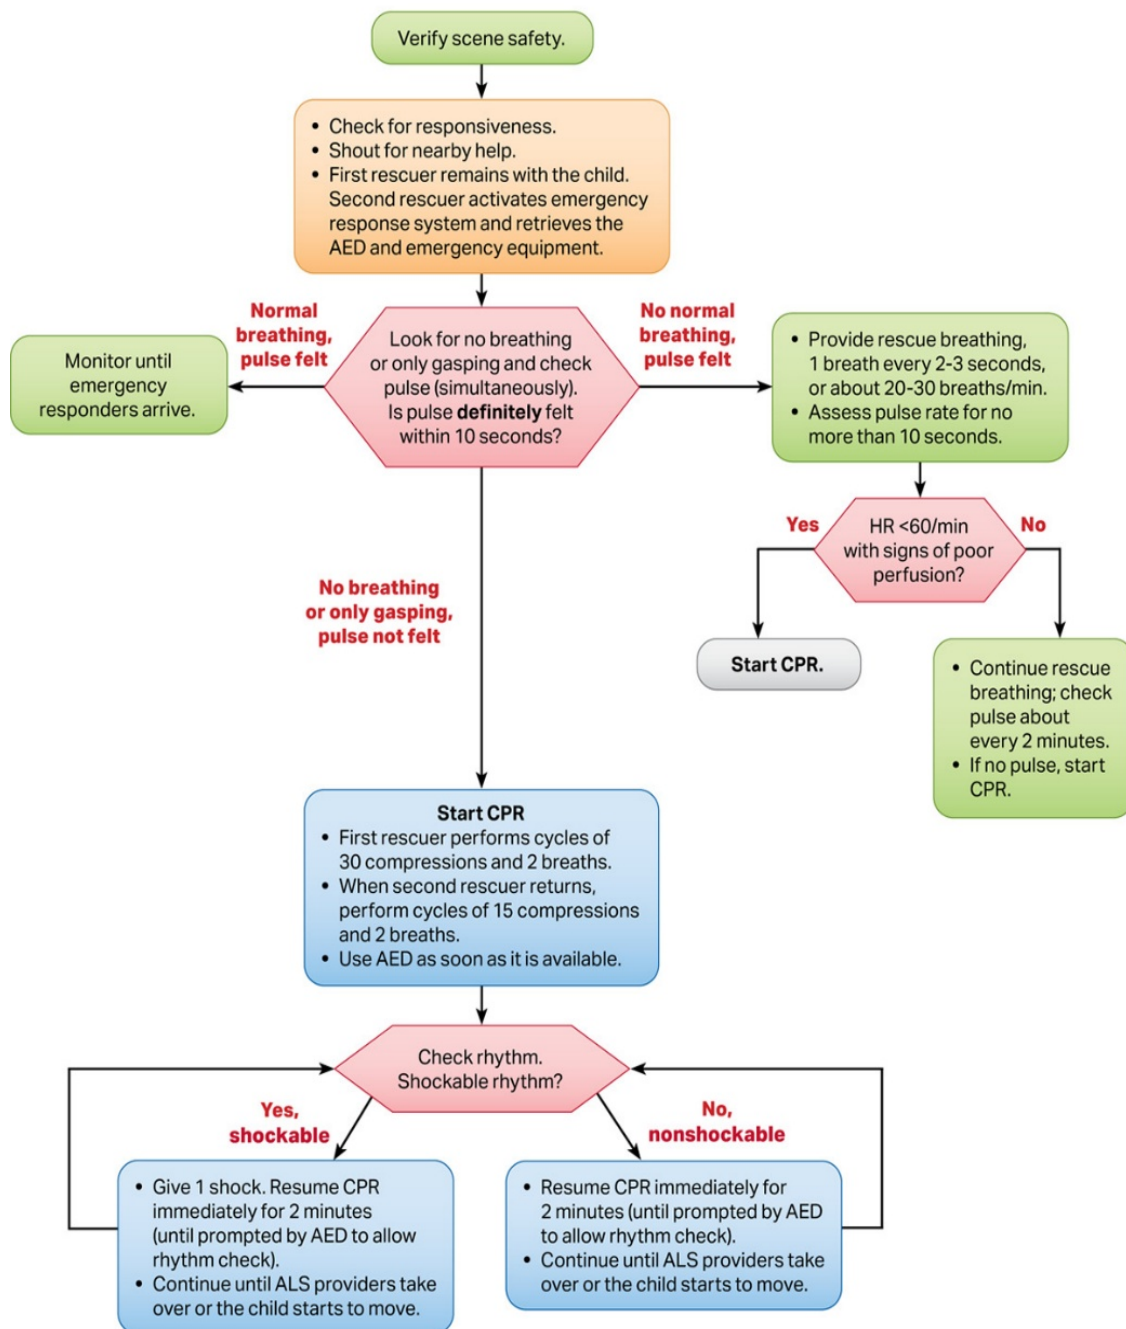 Verify scene safety.
• Check for responsiveness.
• Shout for nearby help.
• First rescuer remains with the child.
Second rescuer activates emergency
response system and retrieves the
AED and emergency equipment.
Normal
breathing,
pulse felt
No normal
breathing,
pulse felt
Monitor until
emergency
responders arrive.
Look for no breathing
or only gasping and check
pulse (simultaneously).
Is pulse definitely felt
within 10 seconds?
• Provide rescue breathing,
1 breath every 2-3 seconds,
or about 20-30 breaths/min.
• Assess pulse rate for no
more than 10 seconds.
Yes
HR <60/min
with signs of poor
perfusion?
No
No breathing
or only gasping,
pulse not felt
Start CPR.
• Continue rescue
breathing; check
pulse about
every 2 minutes.
• If no pulse, start
CPR.
Start CPR
• First rescuer performs cycles of
30 compressions and 2 breaths.
• When second rescuer returns,
perform cycles of 15 compressions
and 2 breaths.
• Use AED as soon as it is available.
Check rhythm.
Shockable rhythm?
Yes,
shockable
No,
nonshockable
• Give 1 shock. Resume CPR
immediately for 2 minutes
(until prompted by AED to allow
rhythm check).
• Continue until ALS providers take
over or the child starts to move.
• Resume CPR immediately for
2 minutes (until prompted by AED
to allow rhythm check).
• Continue until ALS providers take
over or the child starts to move.